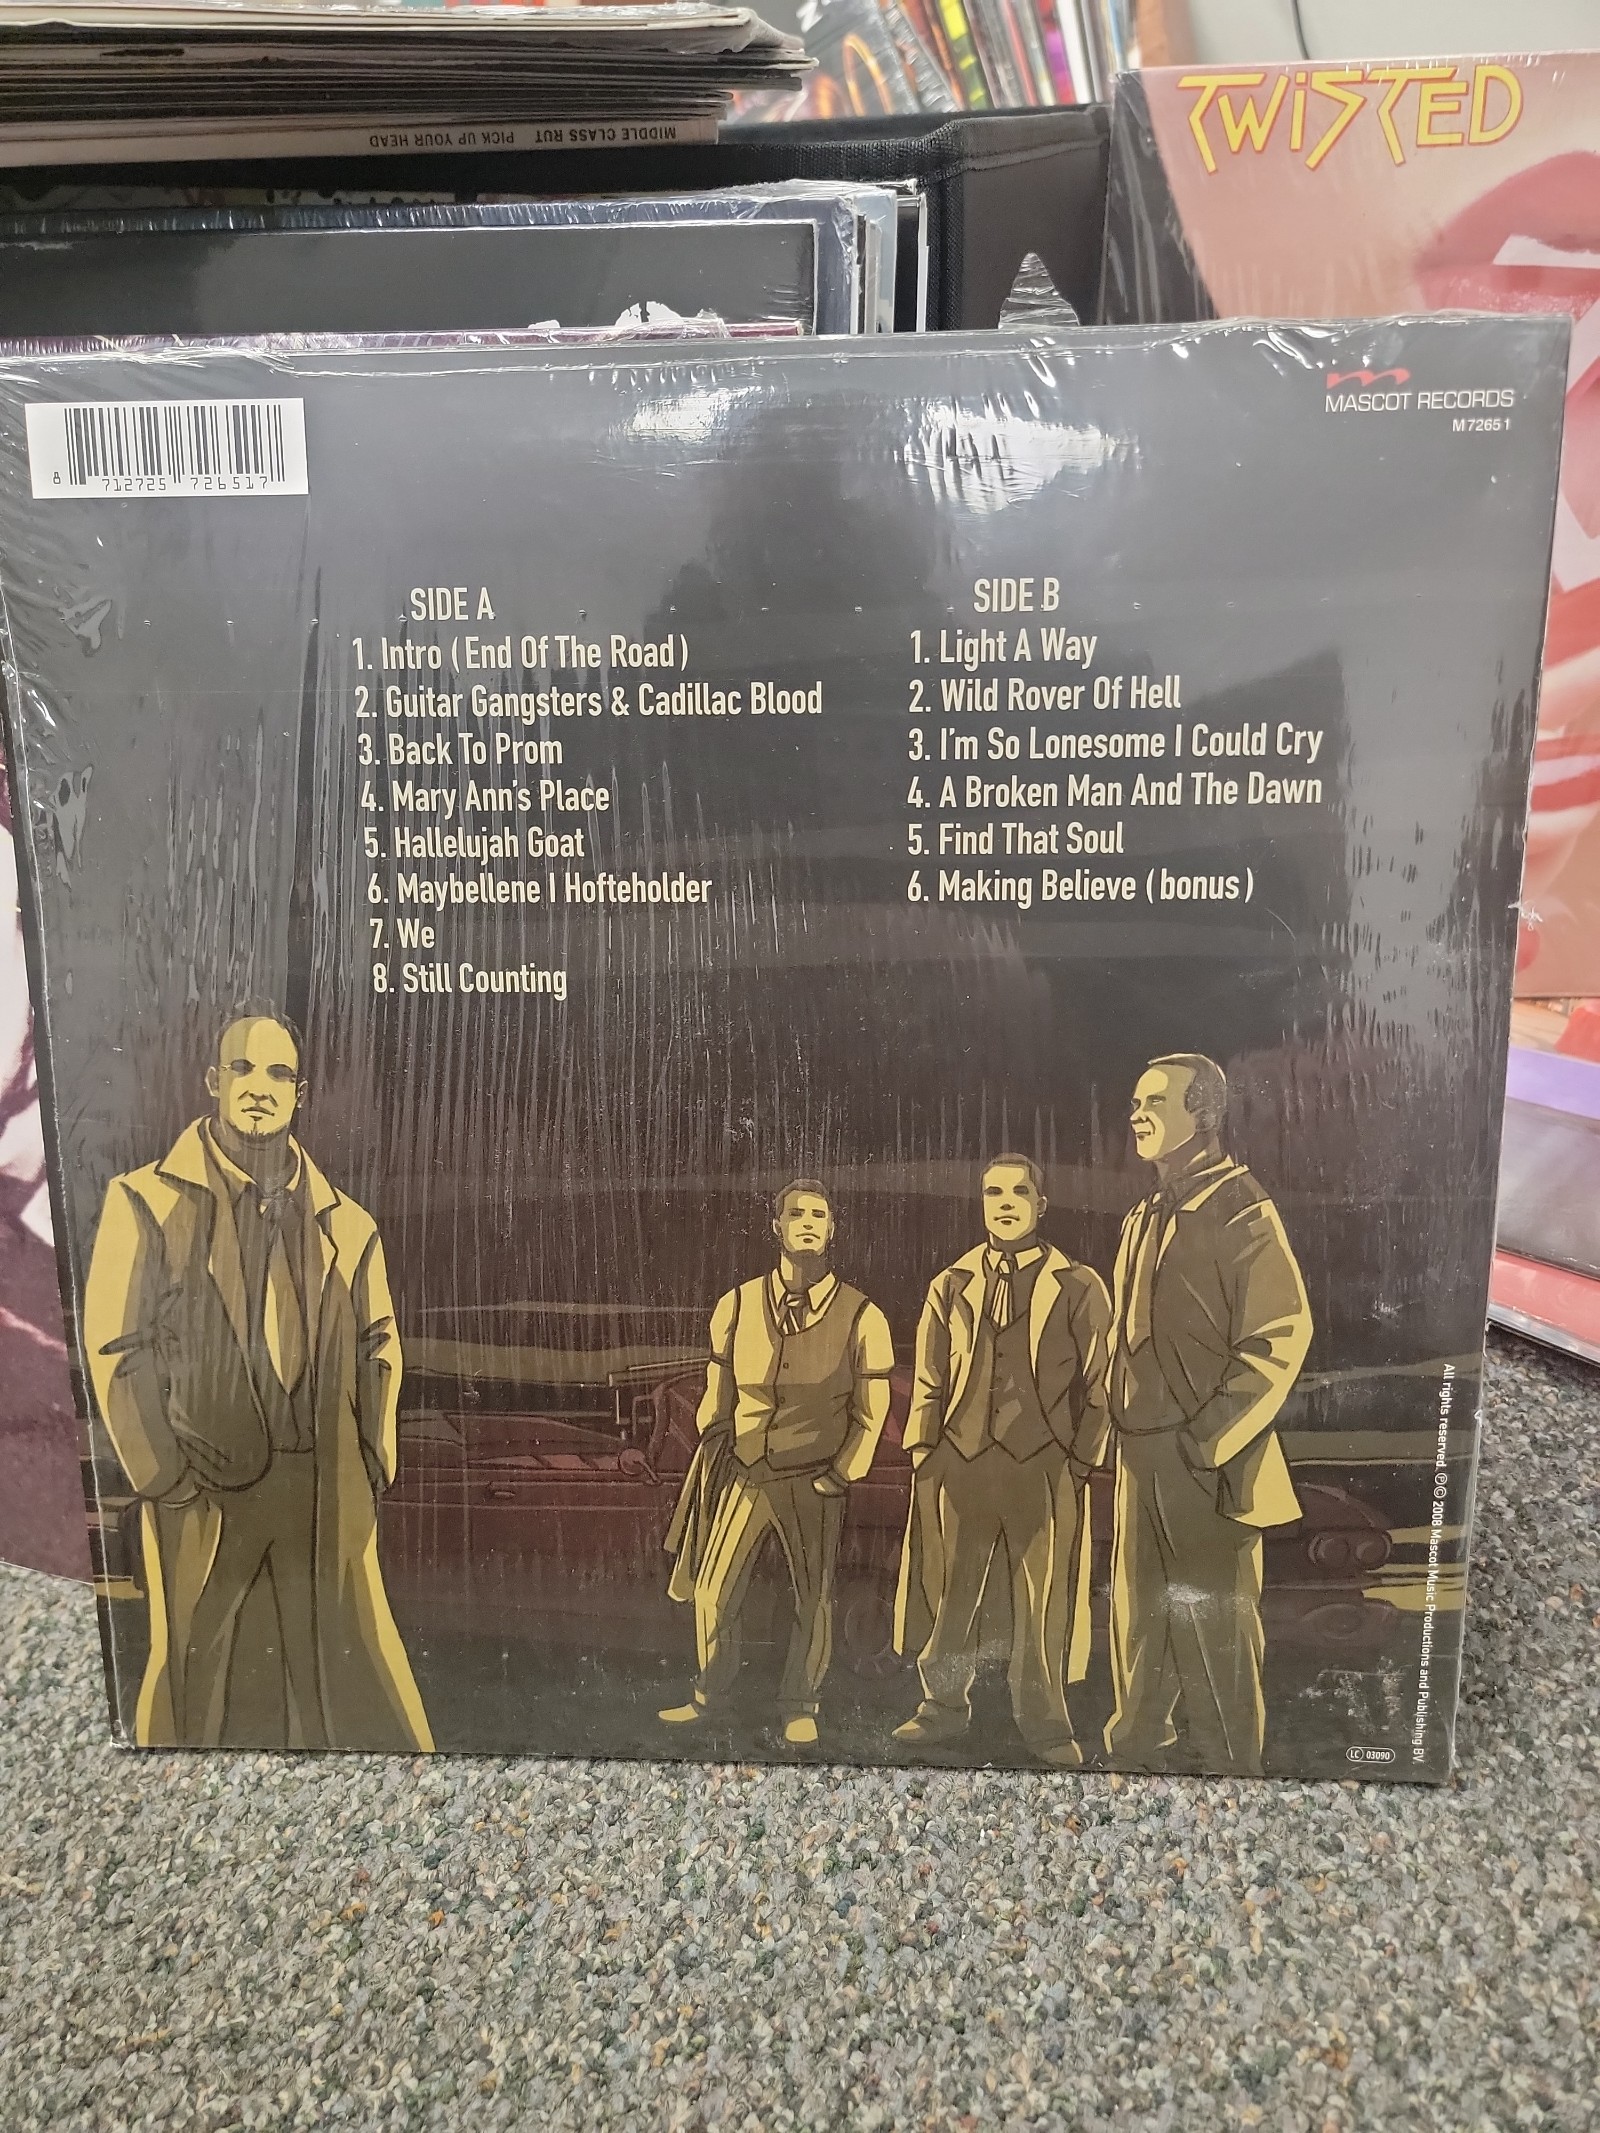 MIDDLE CLASS RUT PICK UP YOUR HEAD
TWiSTED
MASCOT RECORDS
M 72651
8 712725 726517
SIDE A
1. Intro (End Of The Road)
2. Guitar Gangsters & Cadillac Blood
3. Back To Prom
4. Mary Ann's Place
5. Hallelujah Goat
6. Maybellene I Hofteholder
7. We
8. Still Counting
SIDE B
1. Light A Way
2. Wild Rover Of Hell
3. I'm So Lonesome I Could Cry
4. A Broken Man And The Dawn
5. Find That Soul
6. Making Believe (bonus)
All rights reserved. ℗© 2008 Mascot Music Productions and Publishing BV.
LC 03090